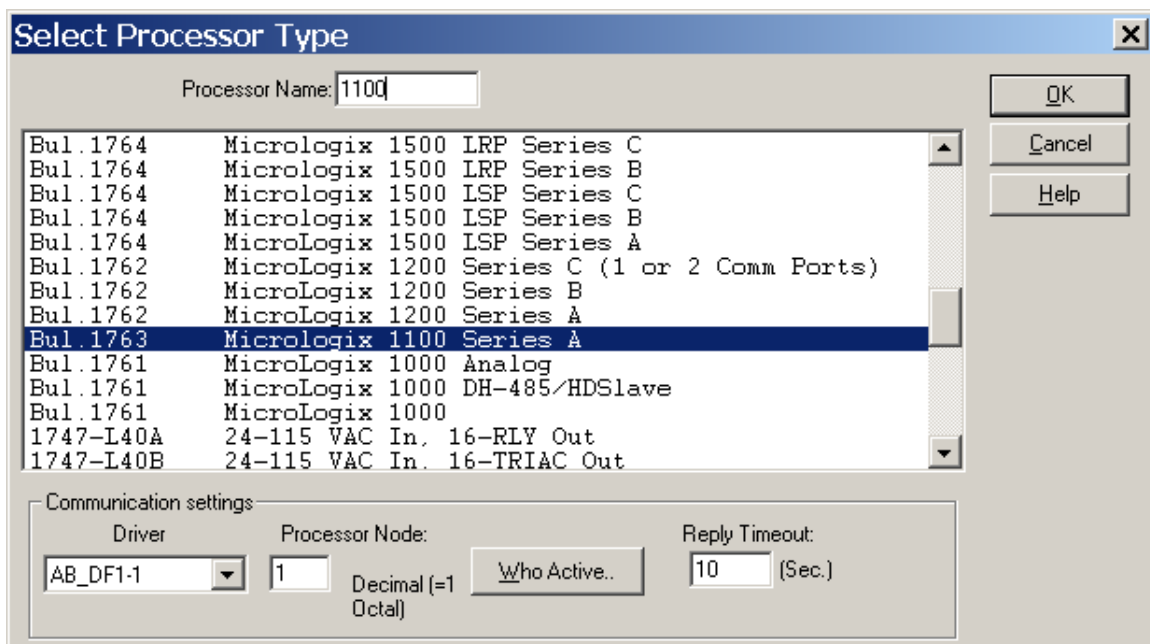 Select Processor Type
Processor Name: 1100
OK
Cancel
Help
Bul.1764 Micrologix 1500 LRP Series C
Bul.1764 Micrologix 1500 LRP Series B
Bul.1764 MicroLogix 1500 LSP Series C
Bul.1764 MicroLogix 1500 LSP Series B
Bul.1764 MicroLogix 1500 LSP Series A
Bul.1762 MicroLogix 1200 Series C (1 or 2 Comm Ports)
Bul.1762 MicroLogix 1200 Series B
Bul.1762 MicroLogix 1200 Series A
Bul.1763 Micrologix 1100 Series A
Bul.1761 MicroLogix 1000 Analog
Bul.1761 MicroLogix 1000 DH-485/HDSlave
Bul.1761 MicroLogix 1000
1747-L40A 24-115 VAC In, 16-RLY Out
1747-L40B 24-115 VAC In, 16-TRIAC Out
Communication settings
Driver Processor Node: Reply Timeout:
AB_DF1-1 1 Decimal (=1 Octal) Who Active.. 10 (Sec.)